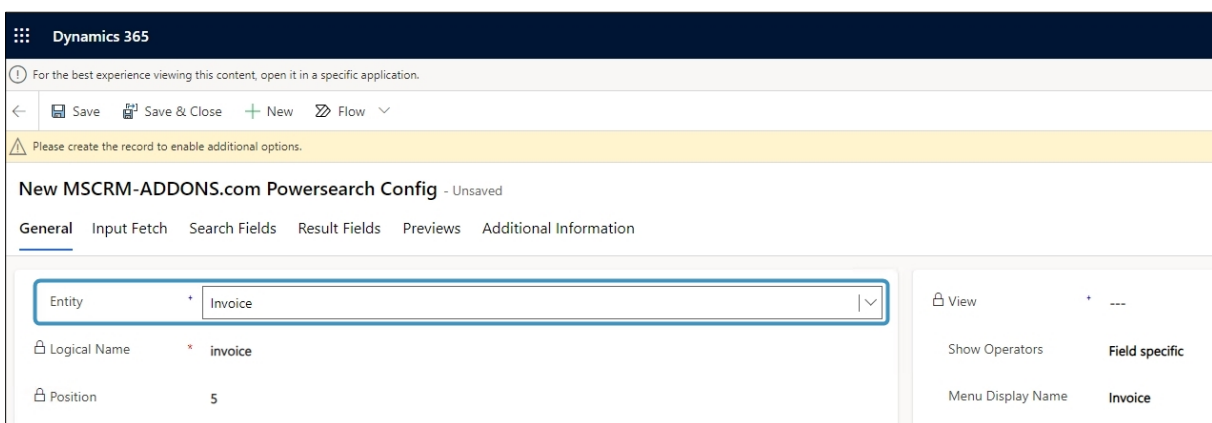 Dynamics 365
For the best experience viewing this content, open it in a specific application.
Save Save & Close New Flow
Please create the record to enable additional options.
New MSCRM-ADDONS.com Powersearch Config - Unsaved
General Input Fetch Search Fields Result Fields Previews Additional Information
Entity * Invoice View * ---
Logical Name * invoice Show Operators Field specific
Position 5 Menu Display Name Invoice